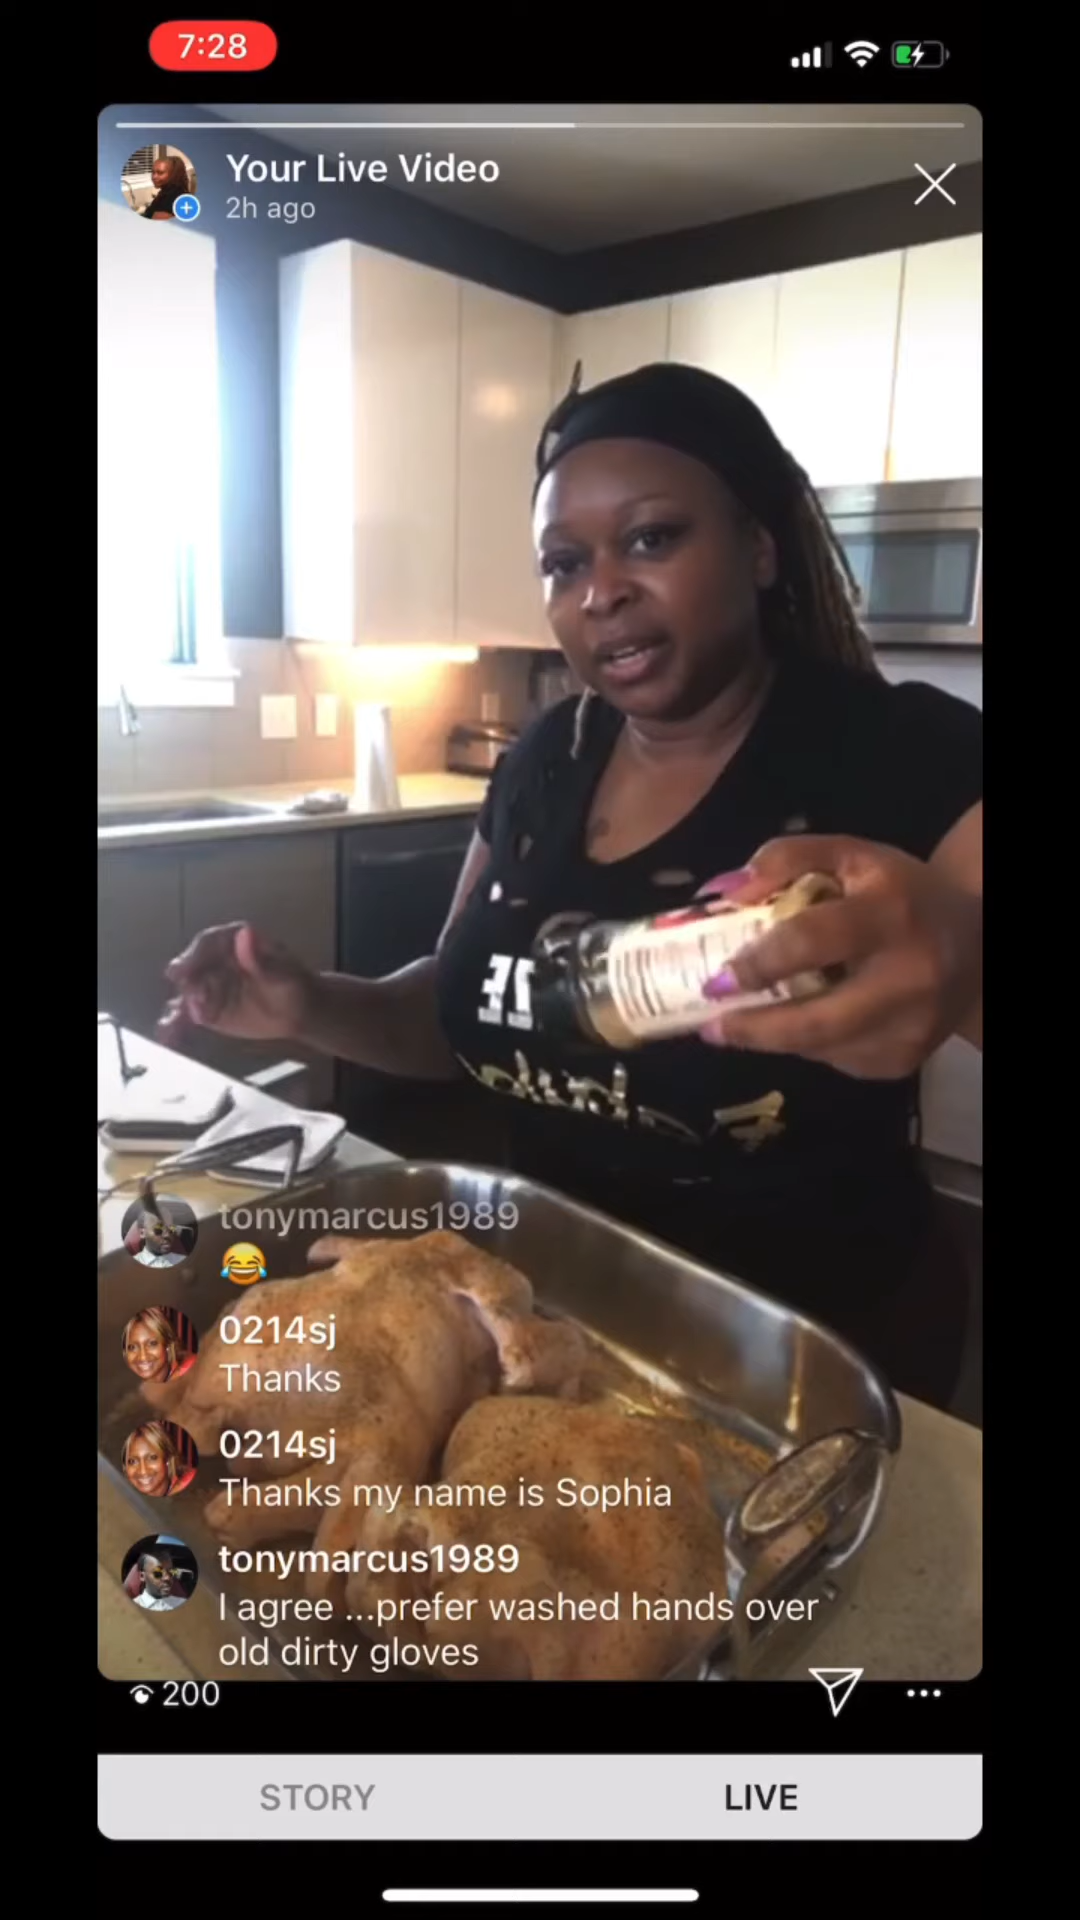 7:28
Your Live Video
2h ago
tonymarcus1989
😂
0214sj
Thanks
0214sj
Thanks my name is Sophia
tonymarcus1989
I agree ...prefer washed hands over
old dirty gloves
200
STORY
LIVE